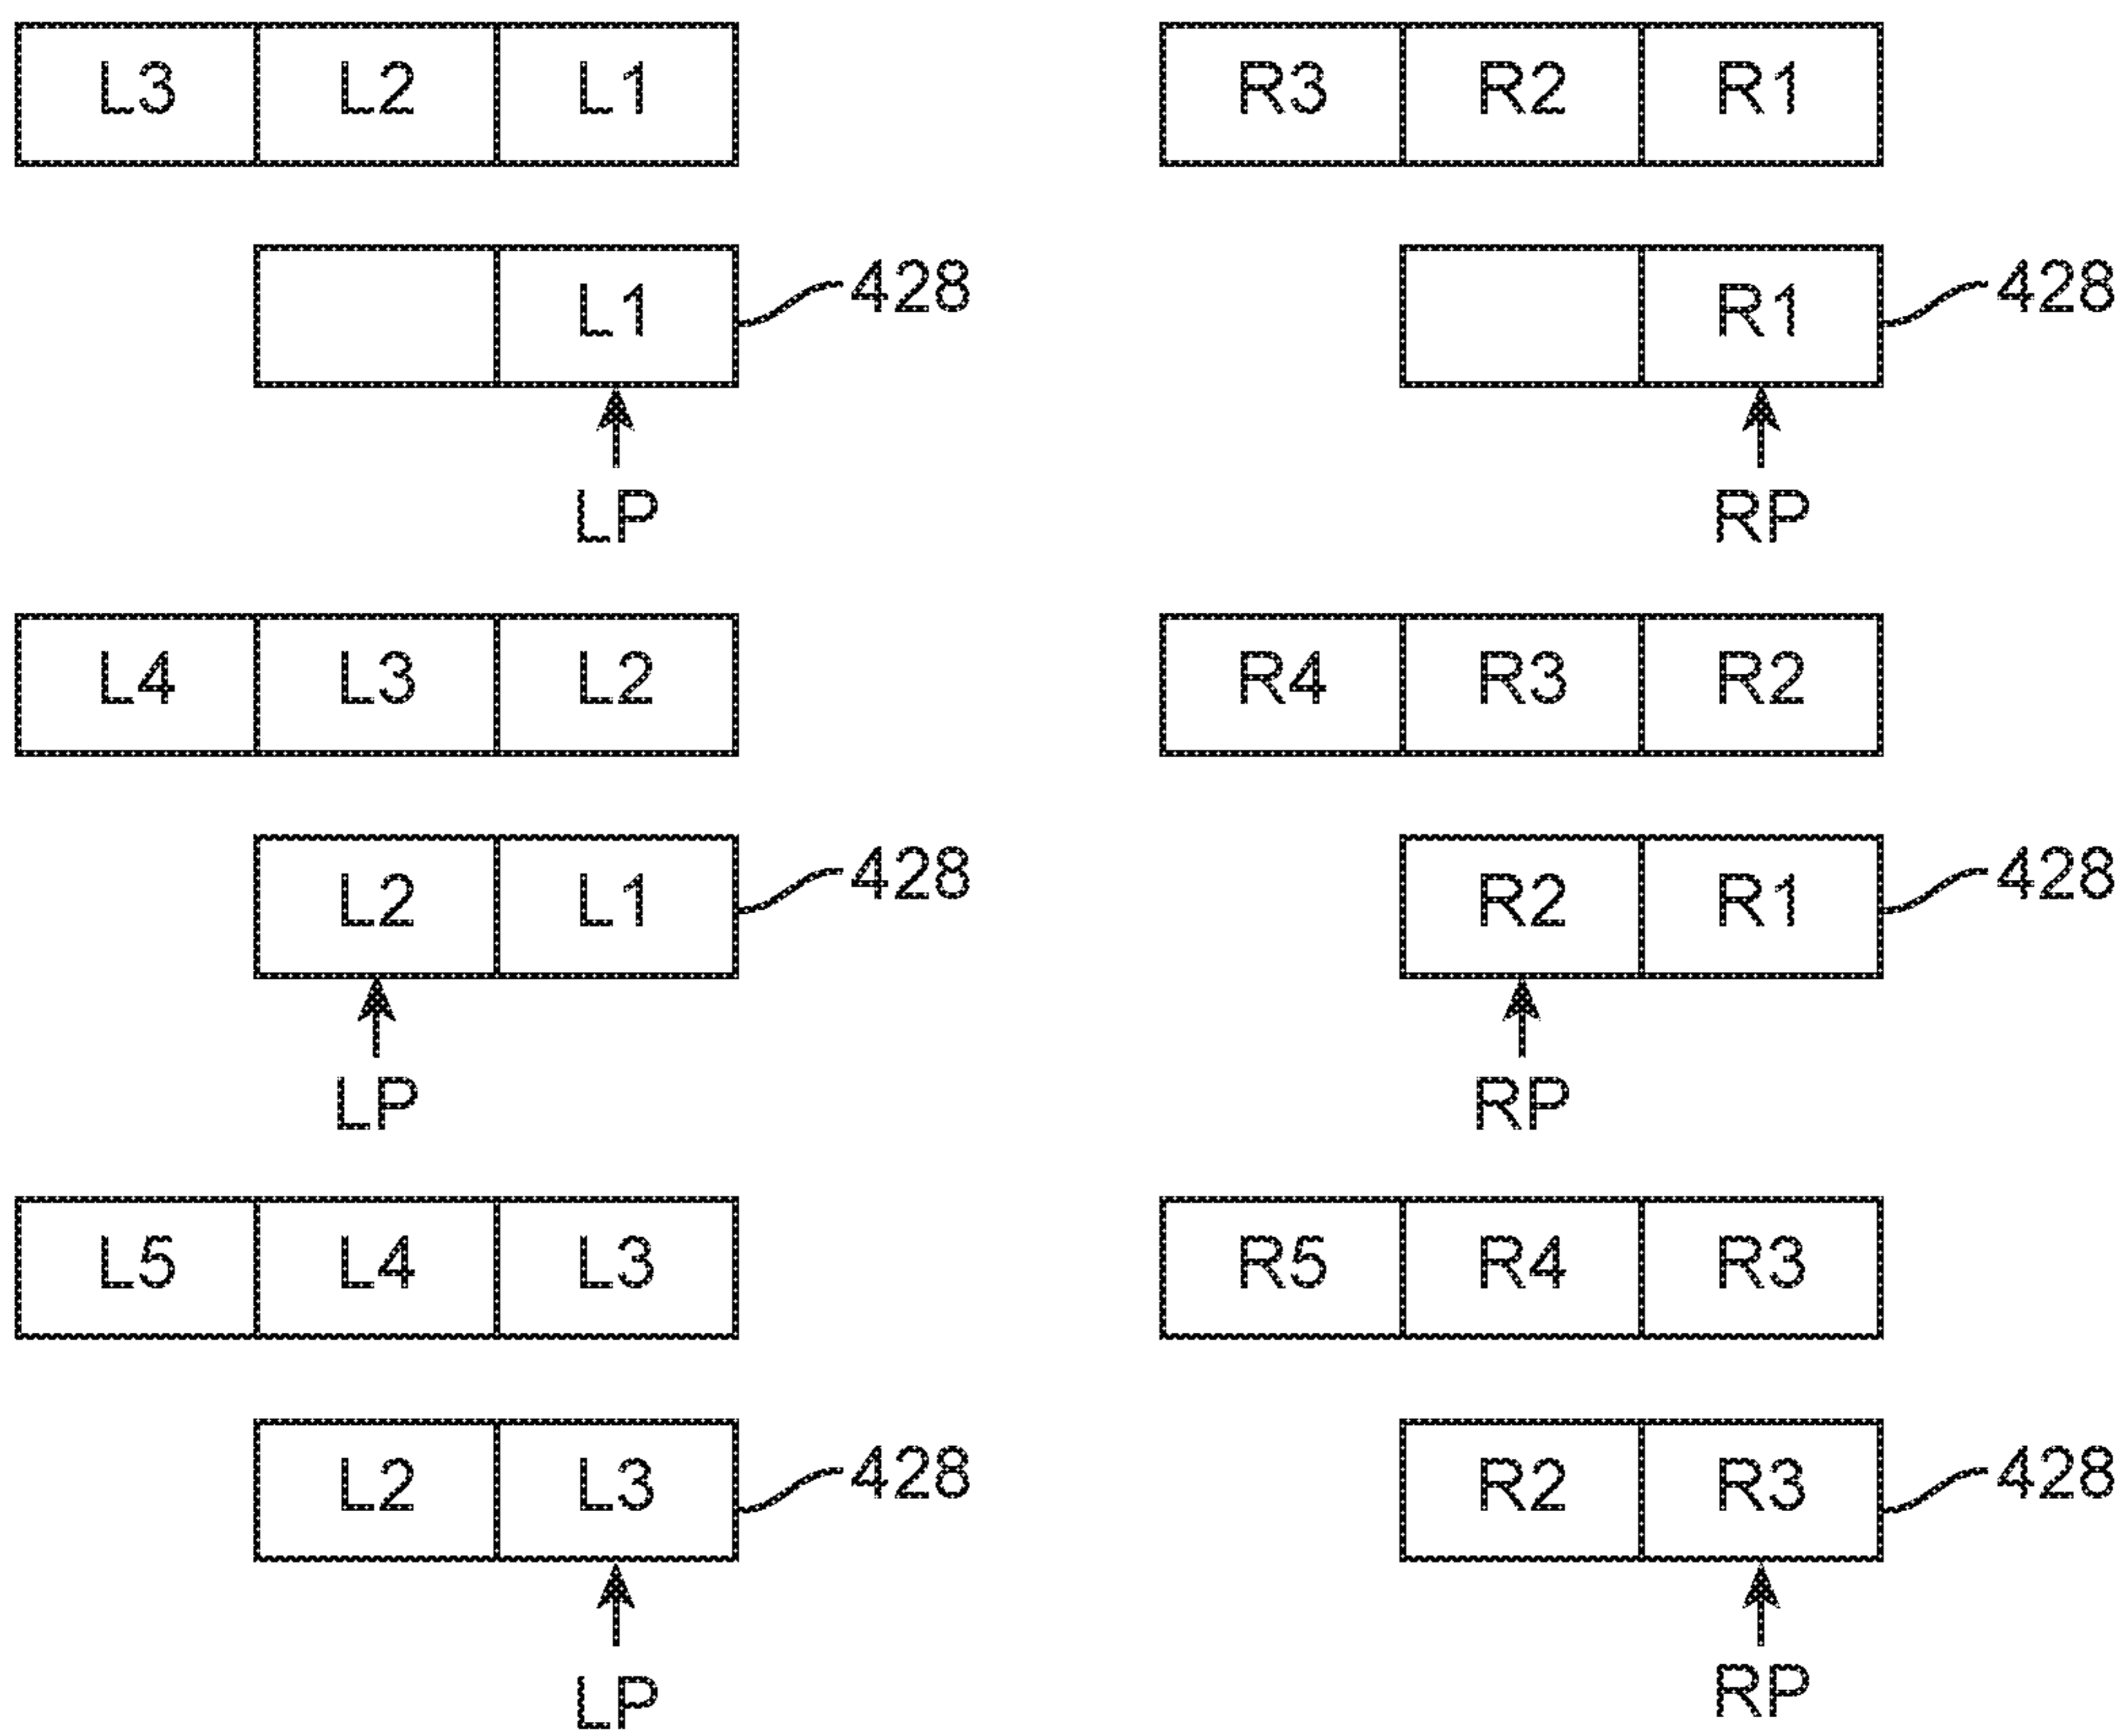 L3 L2 L1 R3 R2 R1
L1 428 R1 428
LP RP
L4 L3 L2 R4 R3 R2
L2 L1 428 R2 R1 428
LP RP
L5 L4 L3 R5 R4 R3
L2 L3 428 R2 R3 428
LP RP